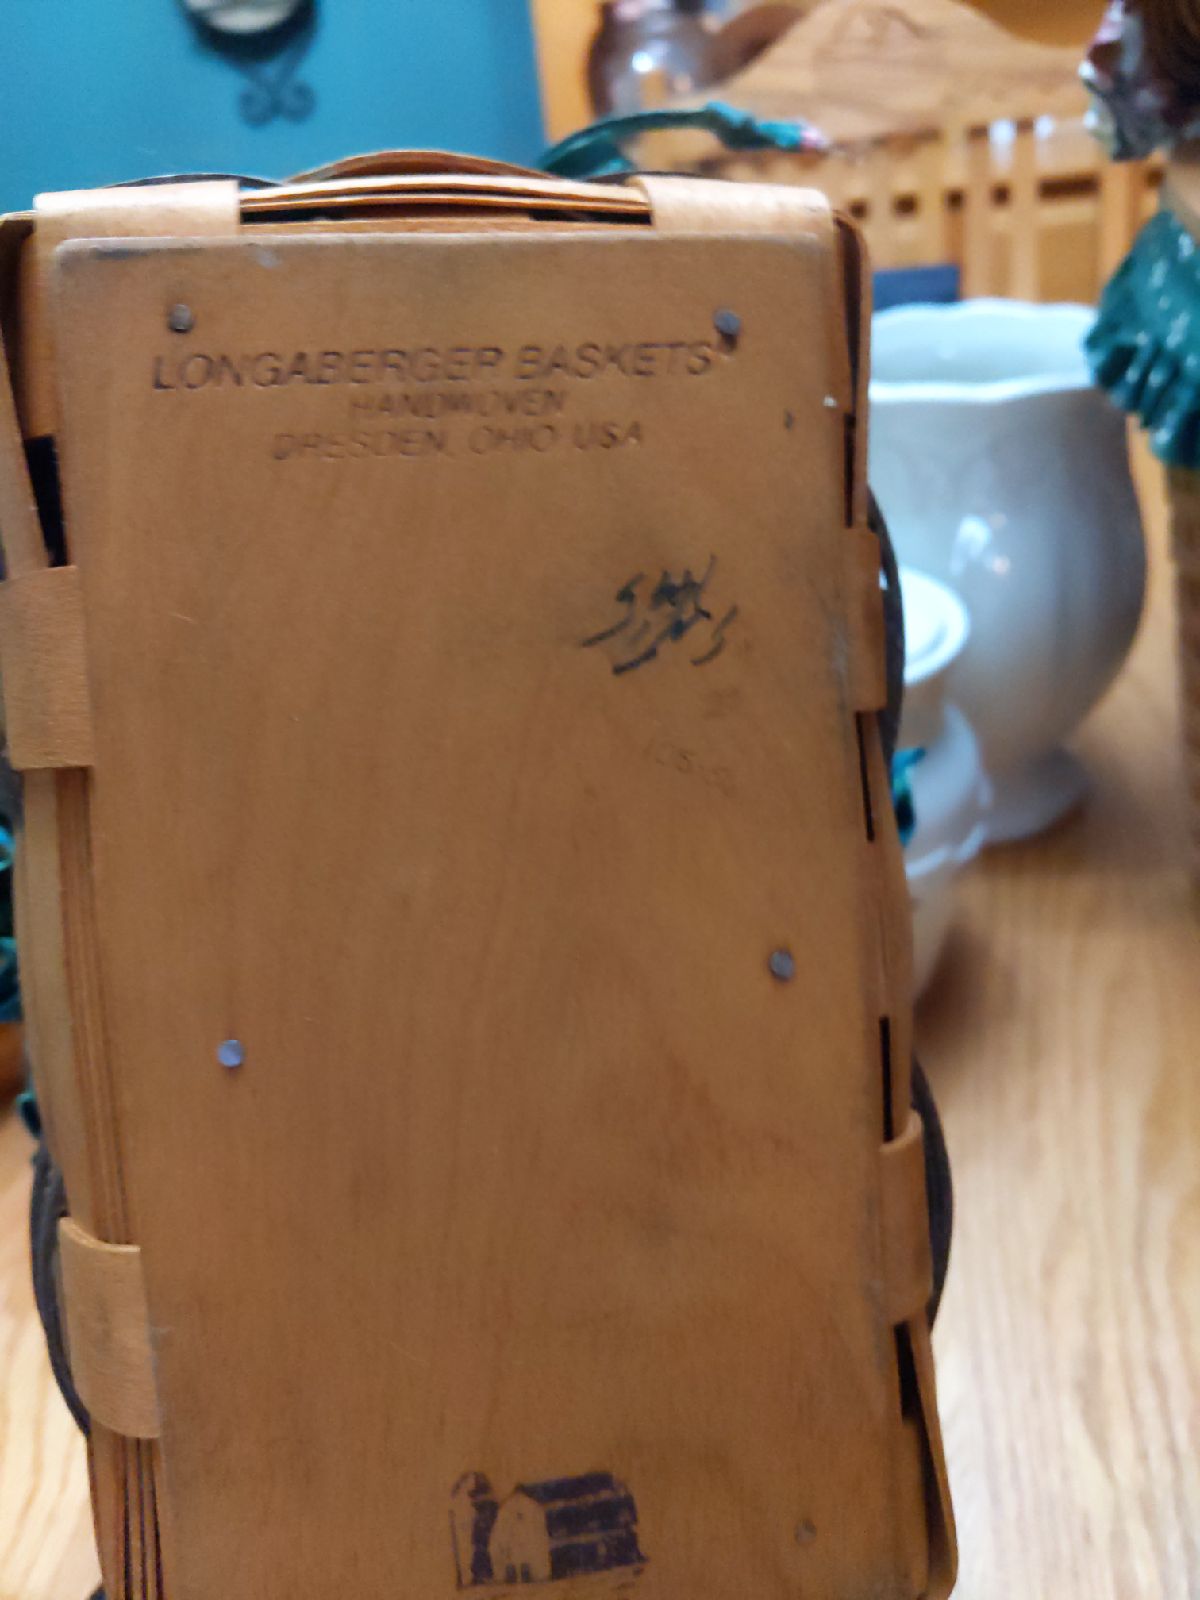 LONGABERGER BASKETS
HANDWOVEN
DRESDEN, OHIO USA